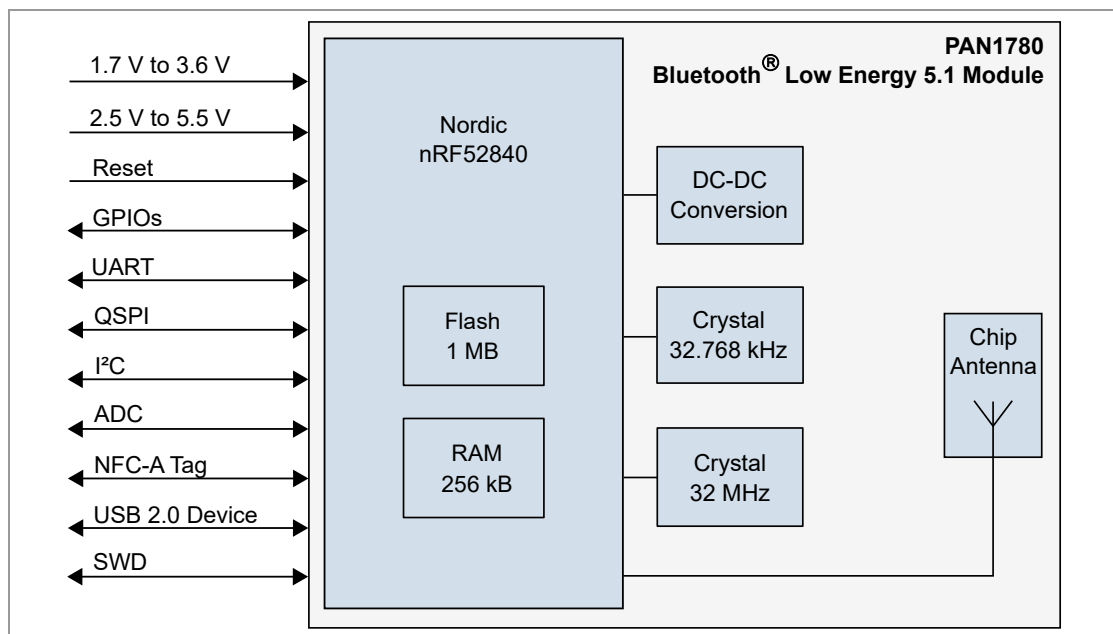 PAN1780
Bluetooth® Low Energy 5.1 Module
1.7 V to 3.6 V
2.5 V to 5.5 V
Reset
GPIOs
UART
QSPI
I²C
ADC
NFC-A Tag
USB 2.0 Device
SWD
Nordic
nRF52840
Flash
1 MB
RAM
256 kB
DC-DC
Conversion
Crystal
32.768 kHz
Crystal
32 MHz
Chip
Antenna